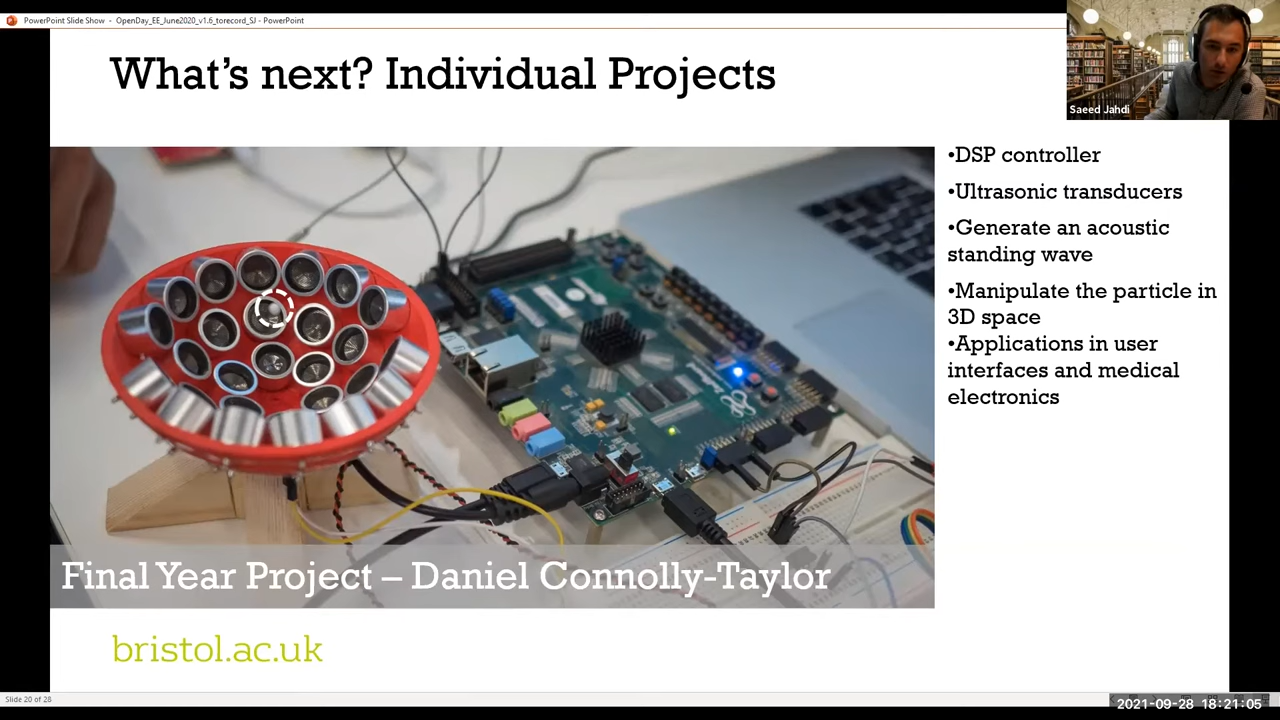 PowerPoint Slide Show - OpenDay_EE_June2020_v1.6_torecord_SJ - PowerPoint
Saeed Jahdi
What's next? Individual Projects
•DSP controller
•Ultrasonic transducers
•Generate an acoustic
standing wave
•Manipulate the particle in
3D space
•Applications in user
interfaces and medical
electronics
Final Year Project – Daniel Connolly-Taylor
bristol.ac.uk
Slide 20 of 28
2021-09-28 18:21:05